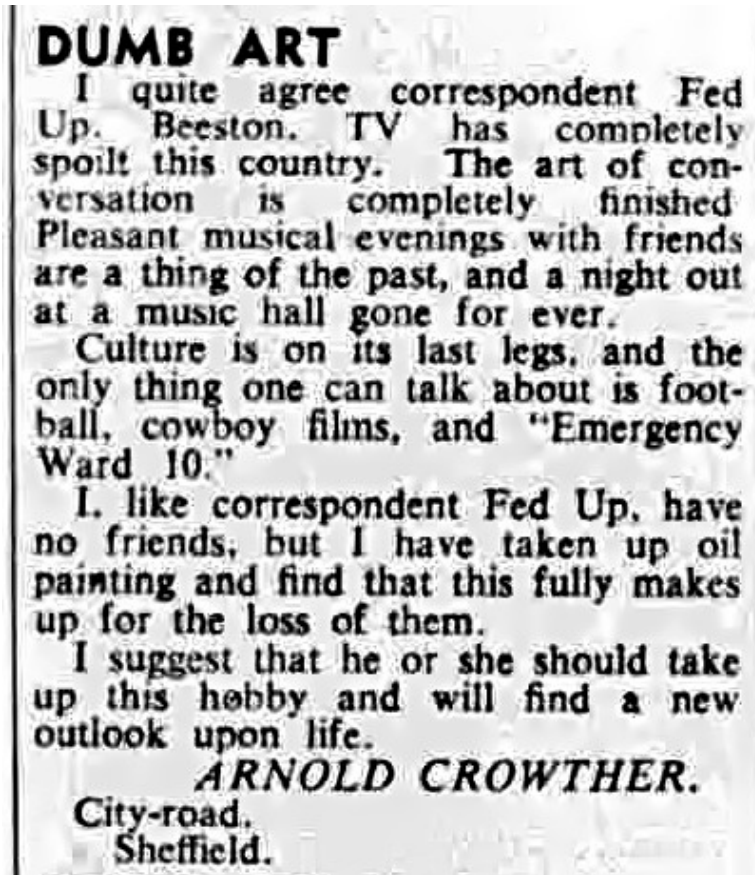 DUMB ART
I quite agree correspondent Fed
Up. Beeston. TV has completely
spoilt this country. The art of con-
versation is completely finished
Pleasant musical evenings with friends
are a thing of the past, and a night out
at a music hall gone for ever.
Culture is on its last legs, and the
only thing one can talk about is foot-
ball, cowboy films, and "Emergency
Ward 10."
I, like correspondent Fed Up, have
no friends, but I have taken up oil
painting and find that this fully makes
up for the loss of them.
I suggest that he or she should take
up this hobby and will find a new
outlook upon life.
ARNOLD CROWTHER.
City-road.
Sheffield.